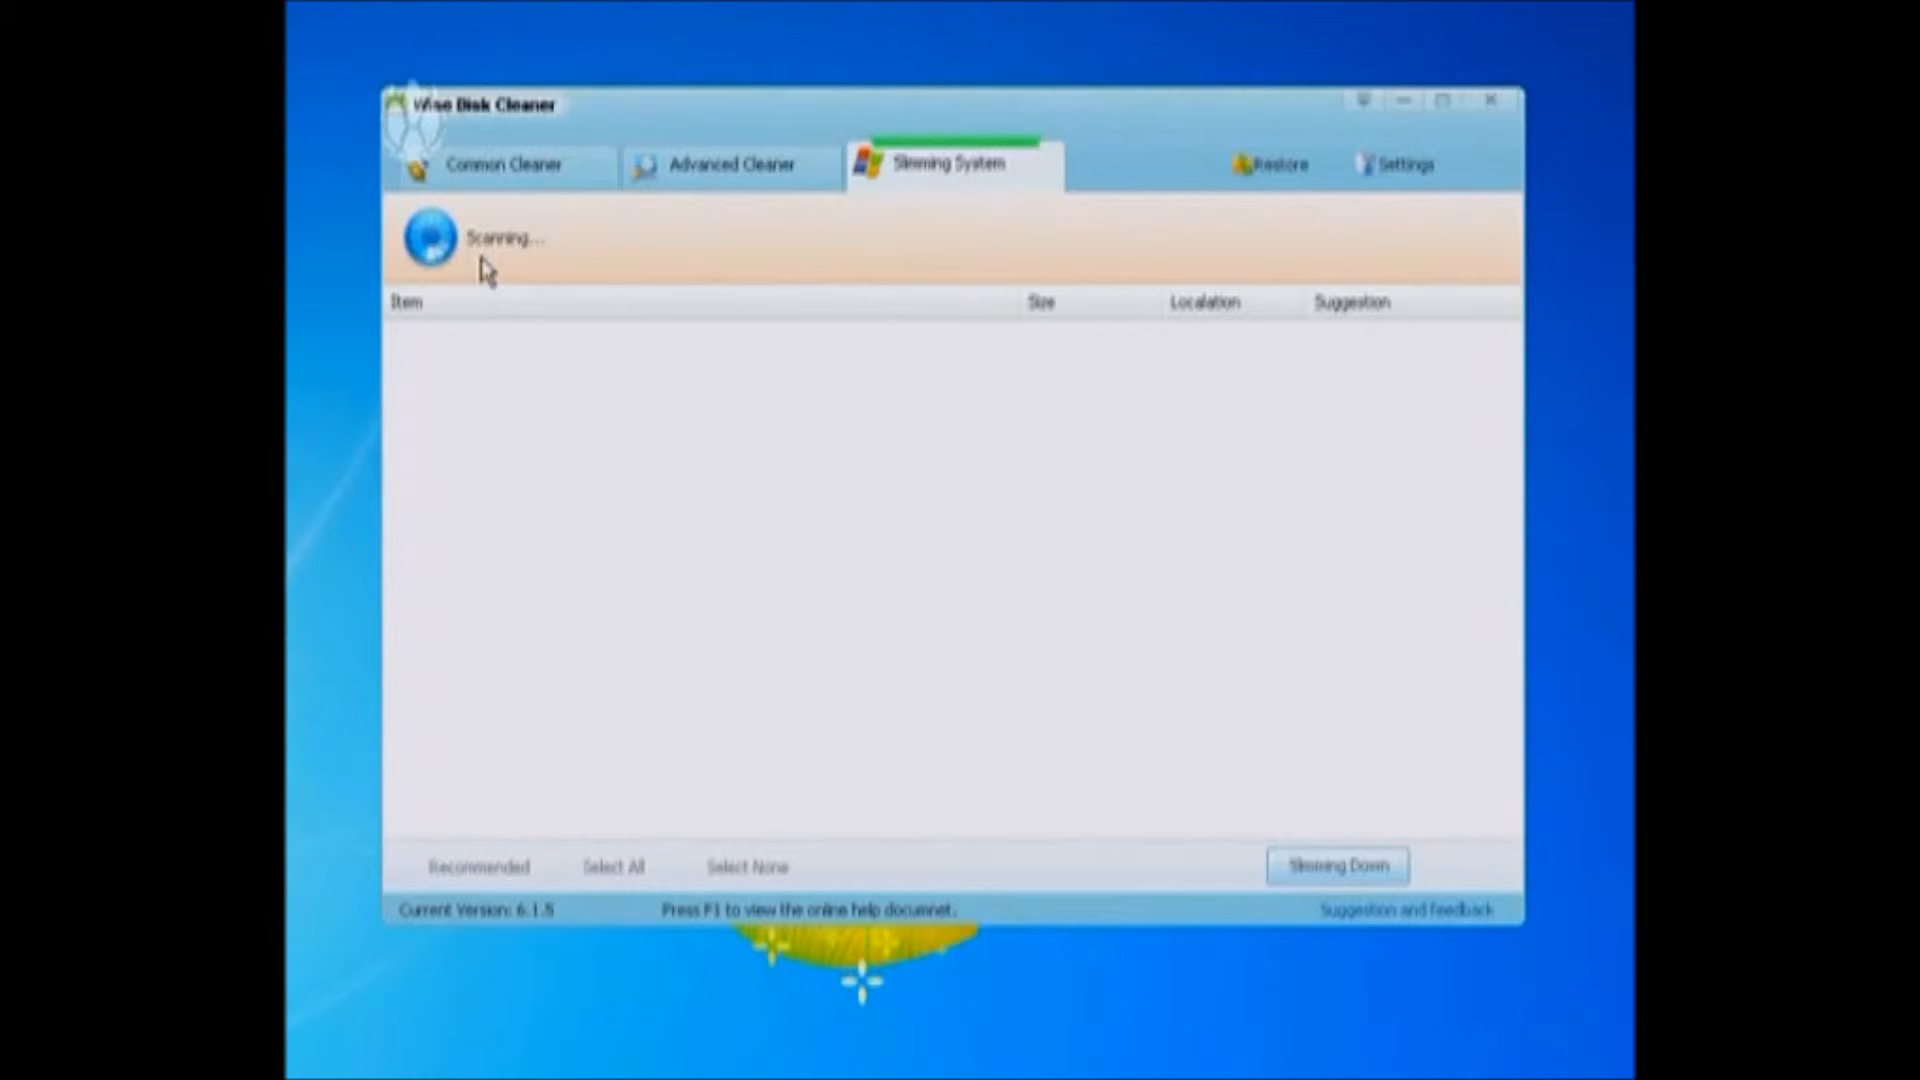 Wise Disk Cleaner
Common Cleaner
Advanced Cleaner
Slimming System
Restore
Settings
Scanning...
Item
Size
Localation
Suggestion
Recommended
Select All
Select None
Slimming Down
Current Version: 6.1.5
Press F1 to view the online help documnet.
Suggestion and feedback